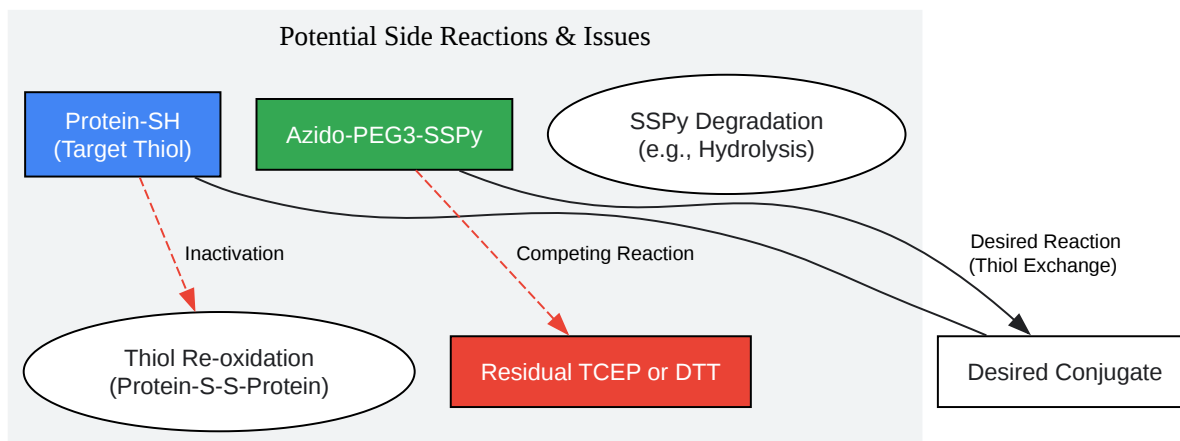 Potential Side Reactions & Issues
Protein-SH
(Target Thiol)
Azido-PEG3-SSPy
SSPy Degradation
(e.g., Hydrolysis)
Inactivation
Competing Reaction
Desired Reaction
(Thiol Exchange)
Thiol Re-oxidation
(Protein-S-S-Protein)
Residual TCEP or DTT
Desired Conjugate